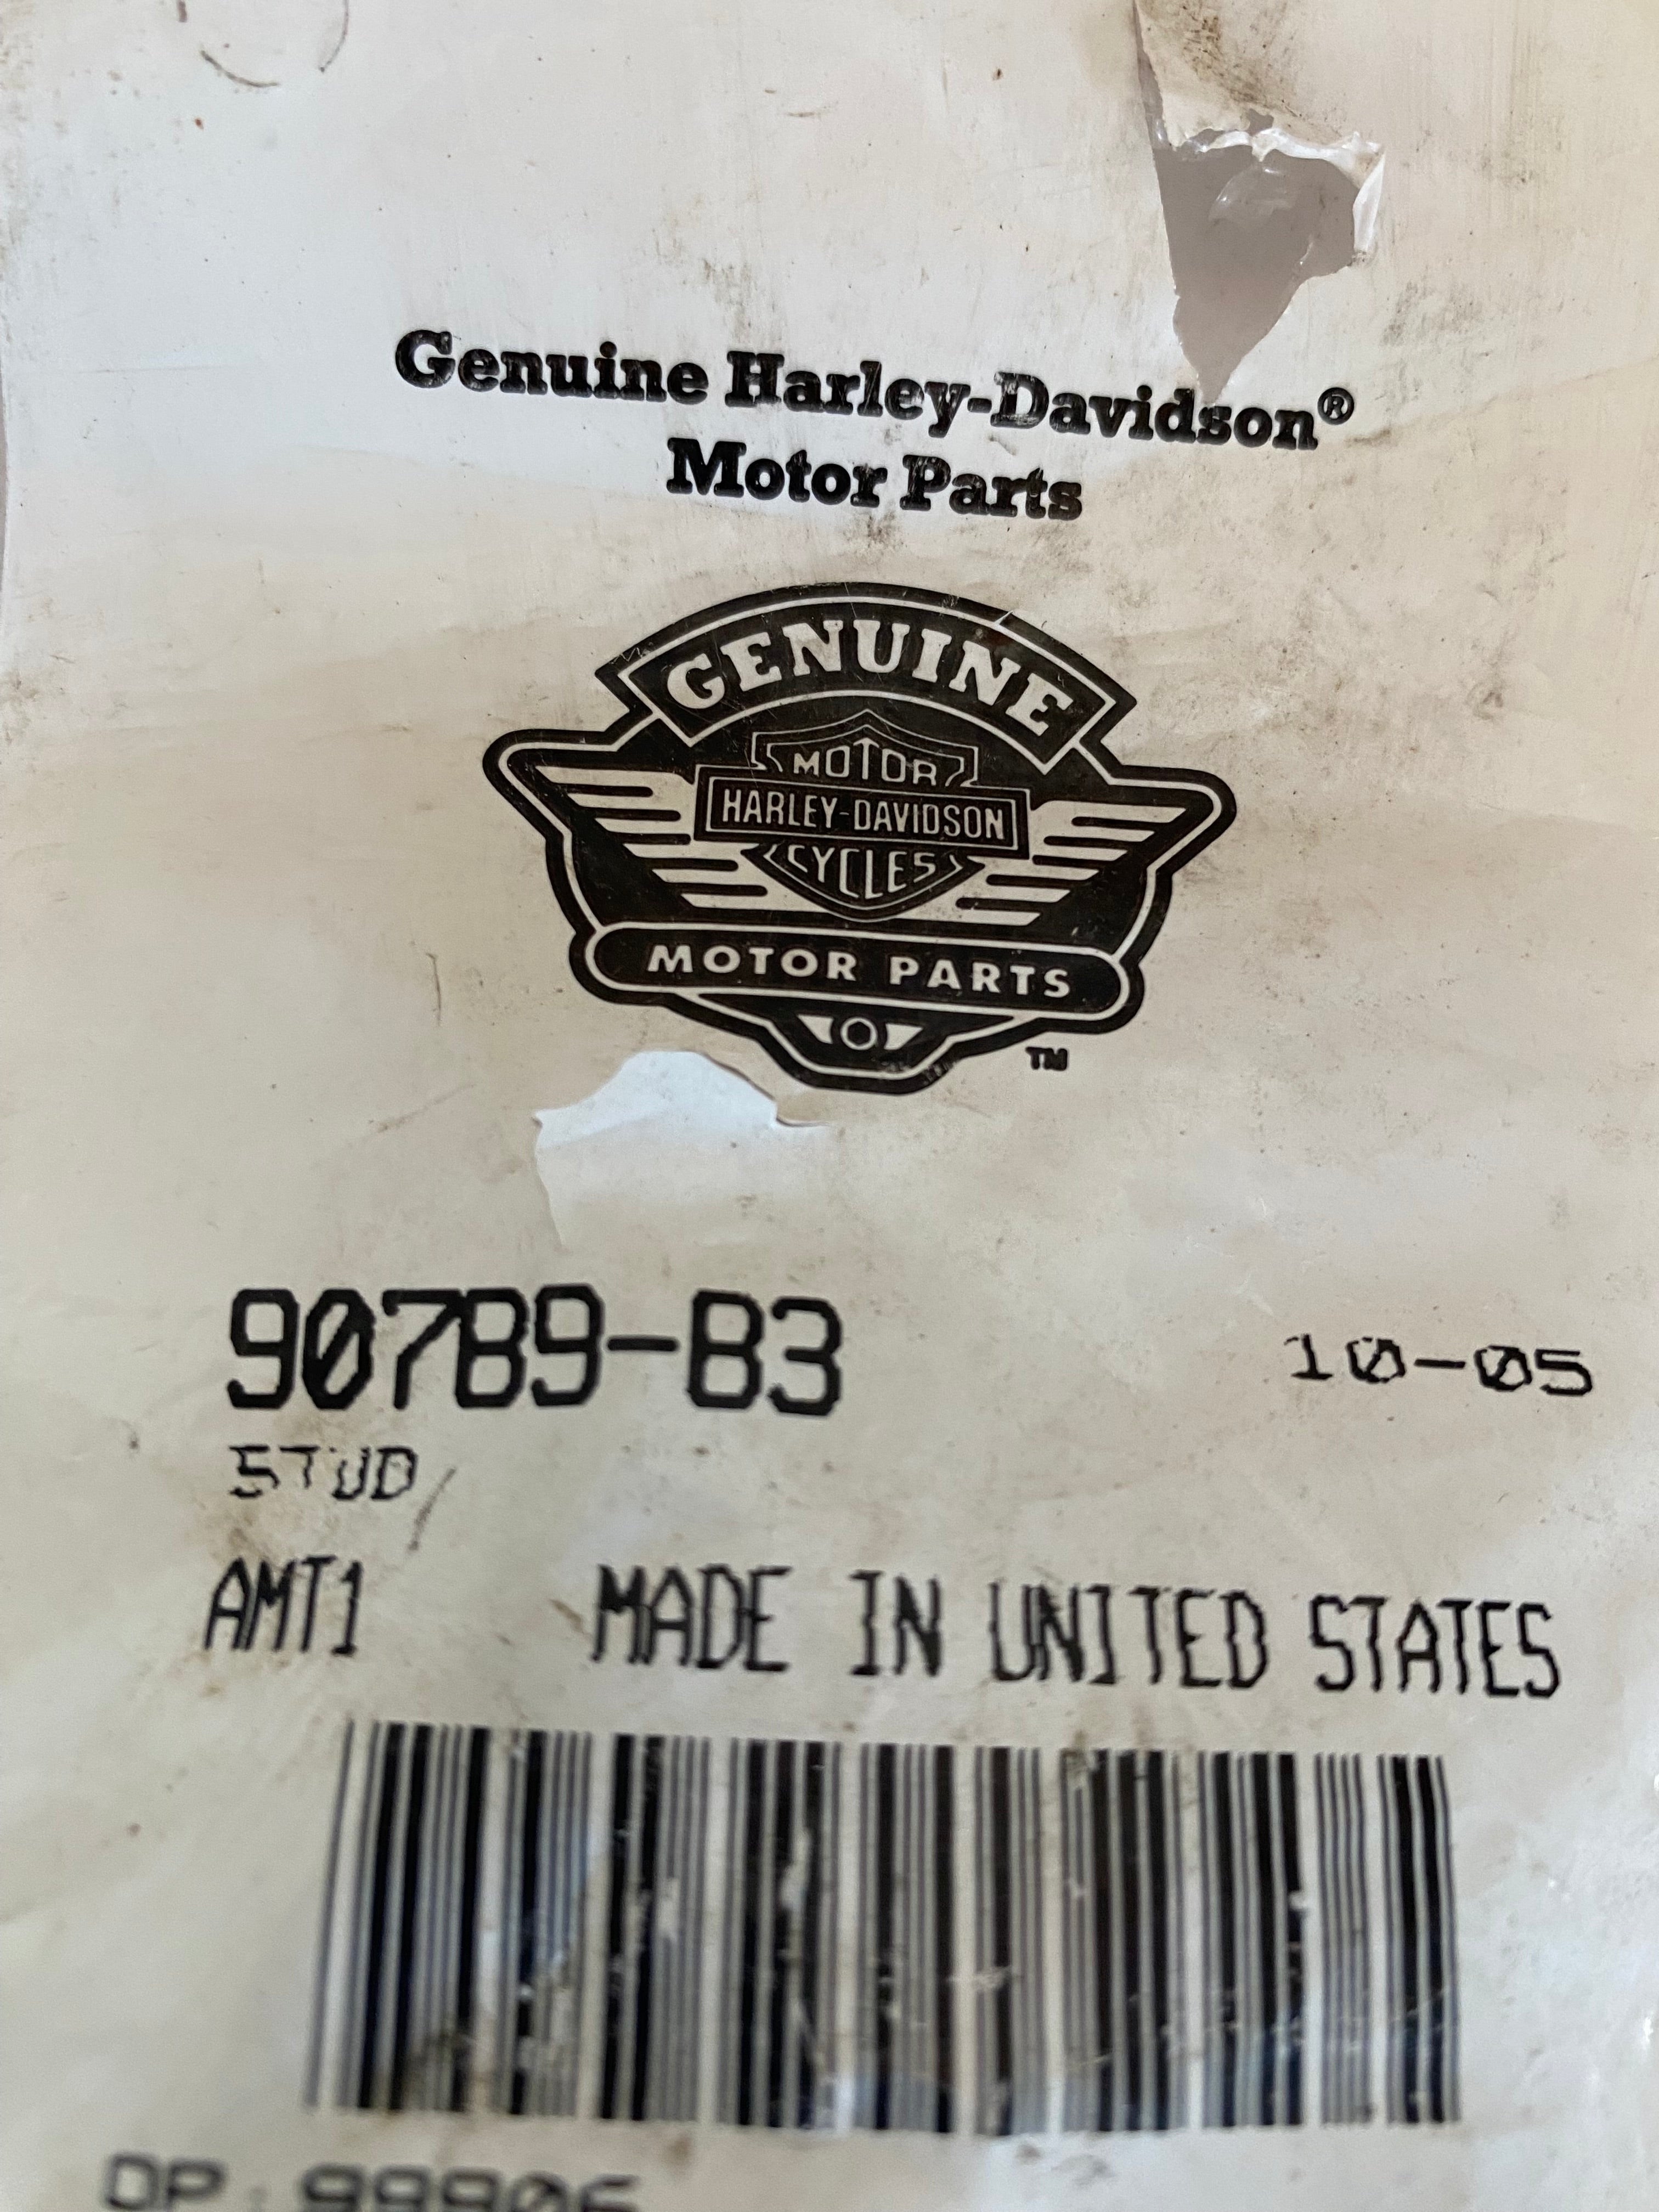 Genuine Harley-Davidson®
Motor Parts
GENUINE
MOTOR
HARLEY-DAVIDSON
CYCLES
MOTOR PARTS
TM
90789-83 10-05
STUD
AMT1 MADE IN UNITED STATES